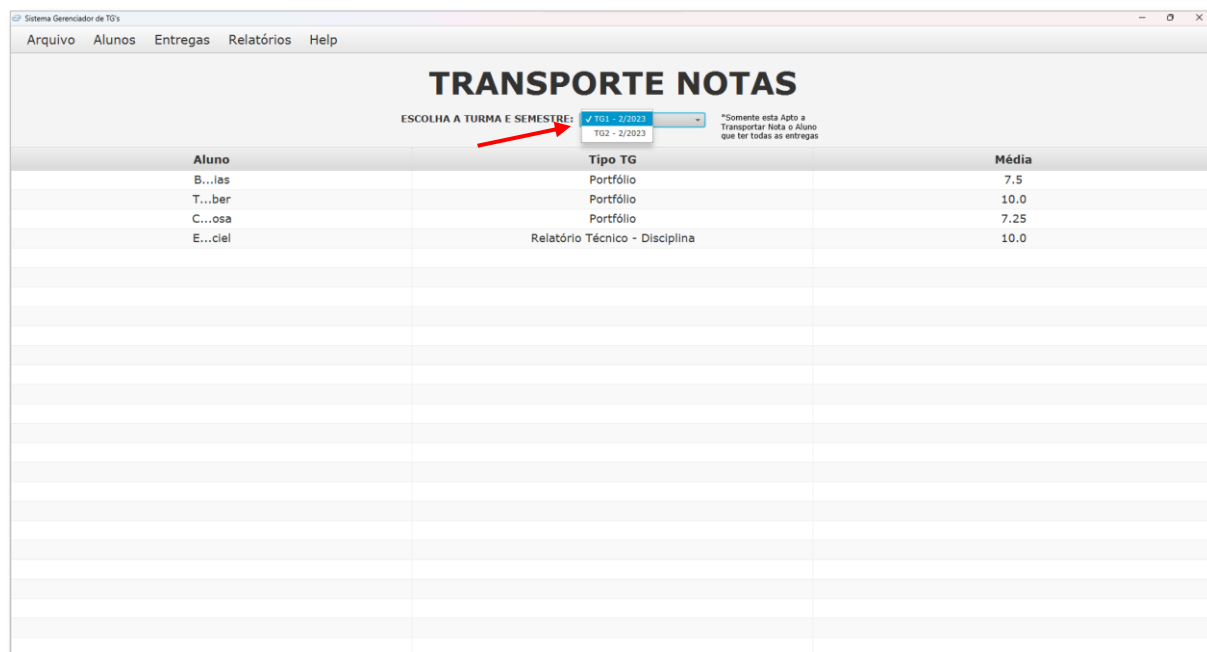 Sistema Gerenciador de TG's
Arquivo Alunos Entregas Relatórios Help
TRANSPORTE NOTAS
ESCOLHA A TURMA E SEMESTRE:
✓ TG1 - 2/2023
TG2 - 2/2023
*Somente esta Apto a
Transportar Nota o Aluno
que ter todas as entregas
Aluno Tipo TG Média
B...ias Portfólio 7.5
T...ber Portfólio 10.0
C...osa Portfólio 7.25
E...ciel Relatório Técnico - Disciplina 10.0